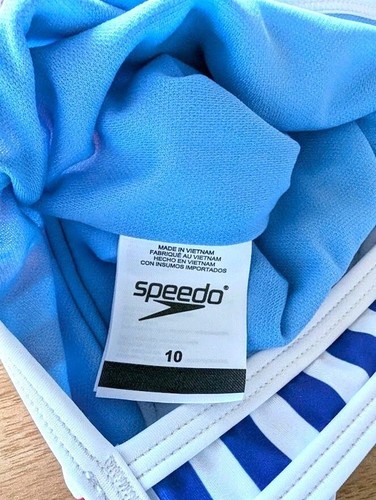 MADE IN VIETNAM
FABRIQUÉ AU VIETNAM
HECHO EN VIETNAM
CON INSUMOS IMPORTADOS
speedo®
10